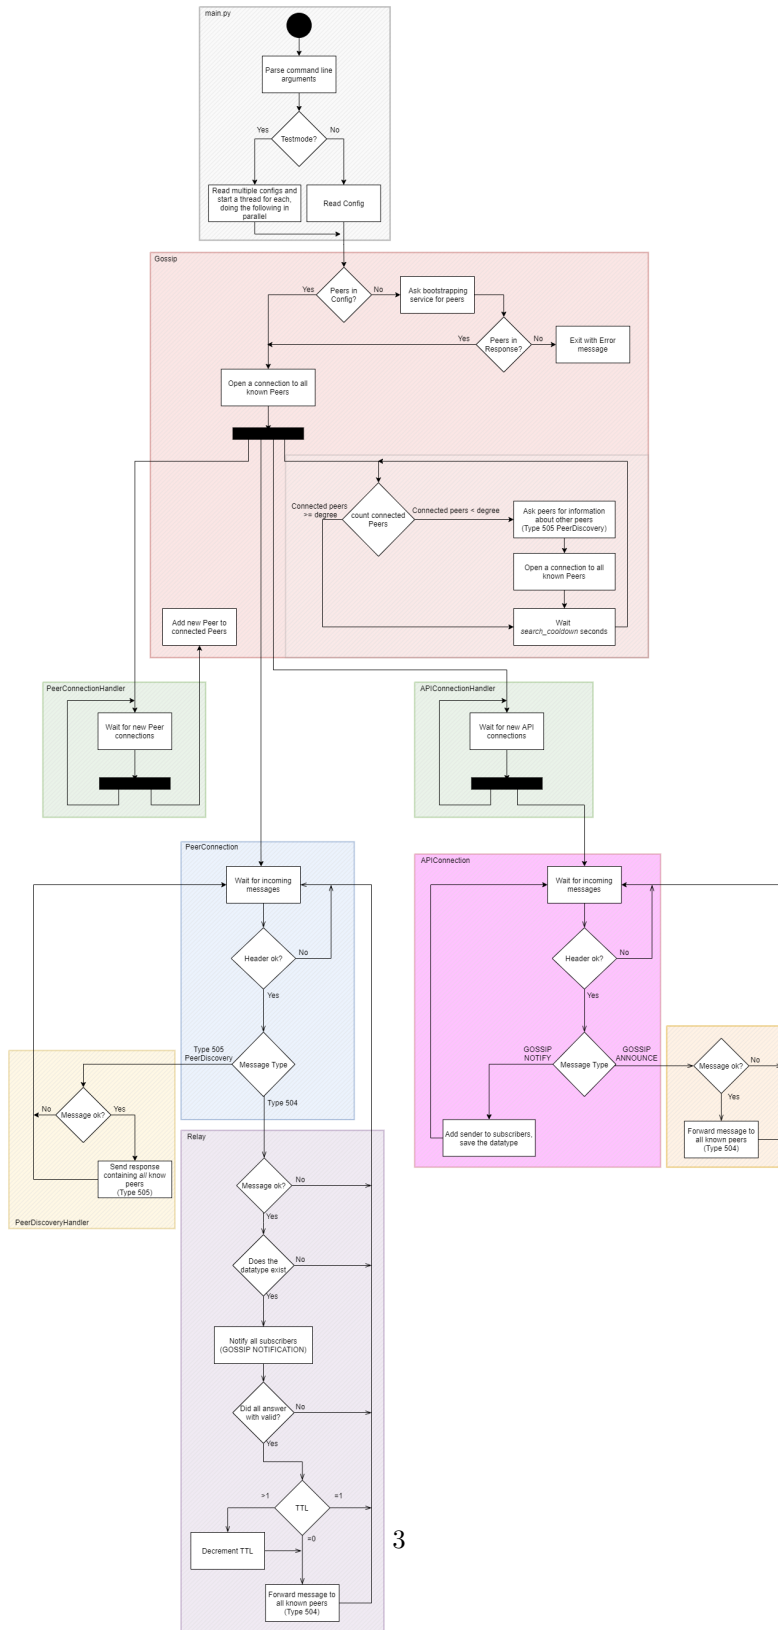 main.py
Parse command line
arguments
Yes
No
Testmode?
Read multiple configs and
start a thread for each,
doing the following in
parallel
Read Config
Gossip
Yes
Peers in
Config?
No
Ask bootstrapping
service for peers
Yes
Peers in
Response?
No
Exit with Error
message
Open a connection to all
known Peers
Connected peers
>= degree
count connected
Peers
Connected peers < degree
Ask peers for information
about other peers
(Type 505 PeerDiscovery)
Open a connection to all
known Peers
Add new Peer to
connected Peers
Wait
search_cooldown seconds
PeerConnectionHandler
Wait for new Peer
connections
APIConnectionHandler
Wait for new API
connections
PeerConnection
Wait for incoming
messages
Header ok?
No
Yes
Type 505
PeerDiscovery
Message Type
Type 504
APIConnection
Wait for incoming
messages
Header ok?
No
Yes
GOSSIP
NOTIFY
GOSSIP
ANNOUNCE
Message Type
Add sender to subscribers,
save the datatype
Message ok?
No
Yes
Forward message to
all known peers
(Type 504)
No
Message ok?
Yes
Send response
containing all know
peers
(Type 505)
PeerDiscoveryHandler
Relay
Message ok?
No
Yes
Does the
datatype exist
No
Yes
Notify all subscribers
(GOSSIP NOTIFICATION)
Did all answer
with valid?
No
Yes
>1
TTL
=1
=0
Decrement TTL
Forward message to
all known peers
(Type 504)
3